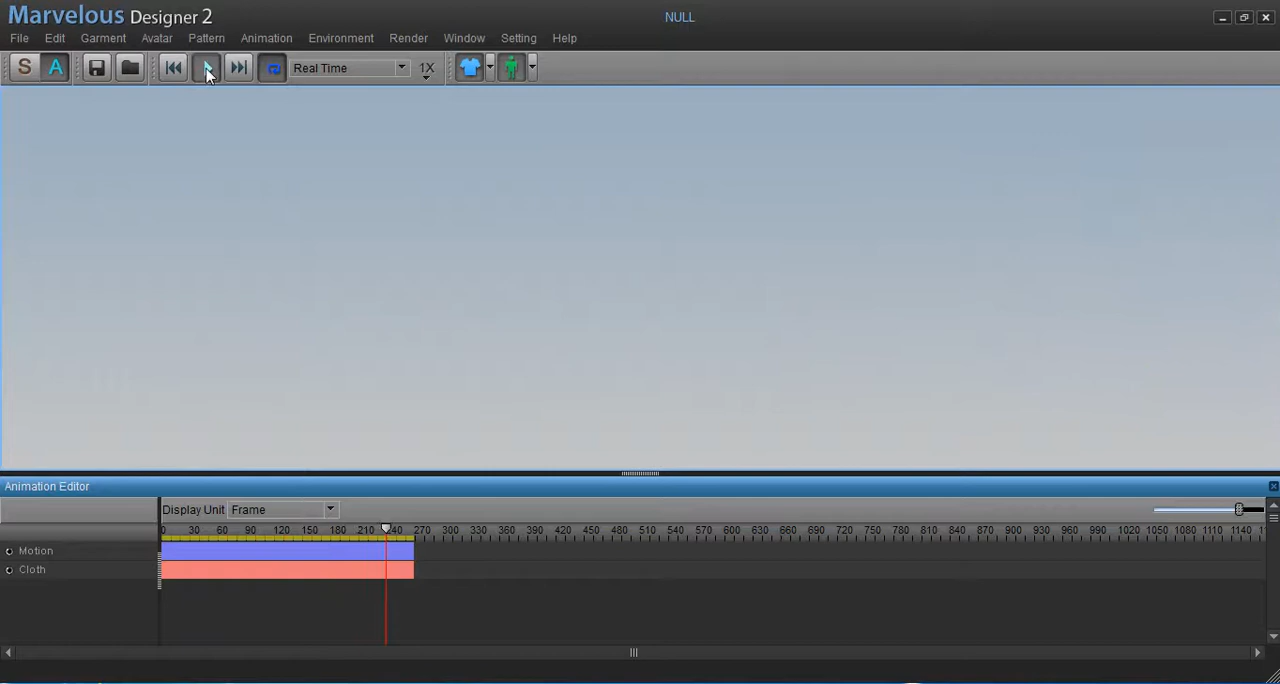 Marvelous Designer 2
NULL
File Edit Garment Avatar Pattern Animation Environment Render Window Setting Help
S A Real Time 1X
Animation Editor
Display Unit Frame
0 30 60 90 120 150 180 210 240 270 300 330 360 390 420 450 480 510 540 570 600 630 660 690 720 750 780 810 840 870 900 930 960 990 1020 1050 1080 1110 1140
Motion
Cloth